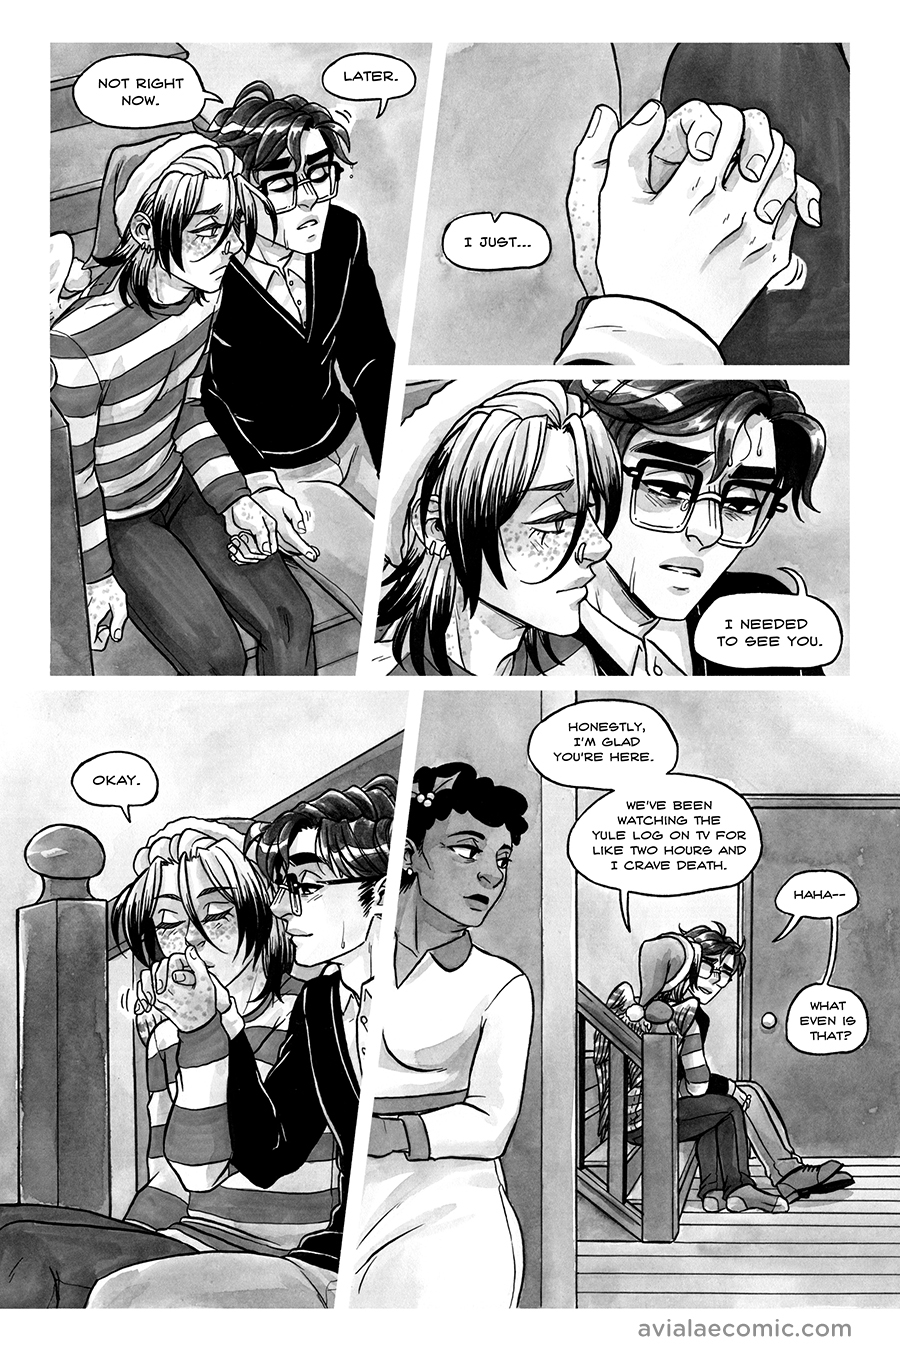 NOT RIGHT
NOW.
LATER.
I JUST...
I NEEDED
TO SEE YOU.
OKAY.
HONESTLY,
I'M GLAD
YOU'RE HERE.
WE'VE BEEN
WATCHING THE
YULE LOG ON TV FOR
LIKE TWO HOURS AND
I CRAVE DEATH.
HAHA--
WHAT
EVEN IS
THAT?
avialaecomic.com